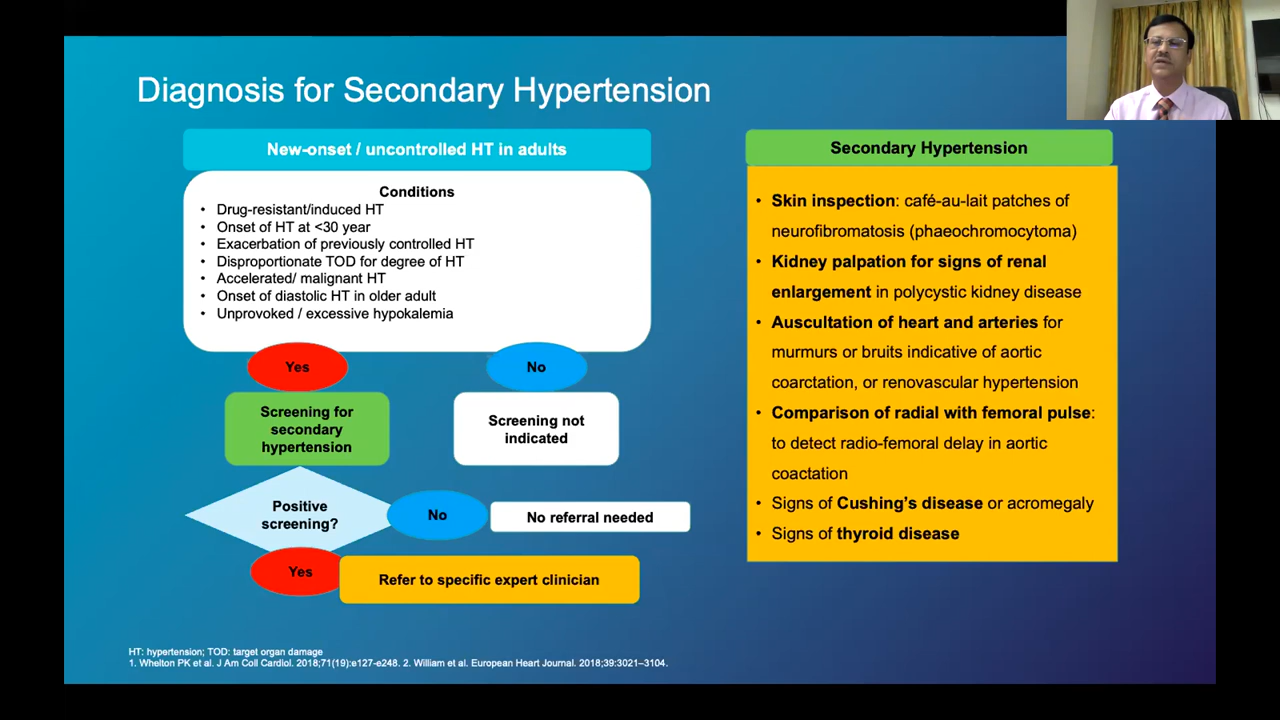 Diagnosis for Secondary Hypertension
New-onset / uncontrolled HT in adults
Conditions
• Drug-resistant/induced HT
• Onset of HT at <30 year
• Exacerbation of previously controlled HT
• Disproportionate TOD for degree of HT
• Accelerated/ malignant HT
• Onset of diastolic HT in older adult
• Unprovoked / excessive hypokalemia
Yes
No
Screening for
secondary
hypertension
Screening not
indicated
Positive
screening?
No
No referral needed
Yes
Refer to specific expert clinician
Secondary Hypertension
• Skin inspection: café-au-lait patches of
neurofibromatosis (phaeochromocytoma)
• Kidney palpation for signs of renal
enlargement in polycystic kidney disease
• Auscultation of heart and arteries for
murmurs or bruits indicative of aortic
coarctation, or renovascular hypertension
• Comparison of radial with femoral pulse:
to detect radio-femoral delay in aortic
coactation
• Signs of Cushing's disease or acromegaly
• Signs of thyroid disease
HT: hypertension; TOD: target organ damage
1. Whelton PK et al. J Am Coll Cardiol. 2018;71(19):e127-e248. 2. William et al. European Heart Journal. 2018;39:3021–3104.